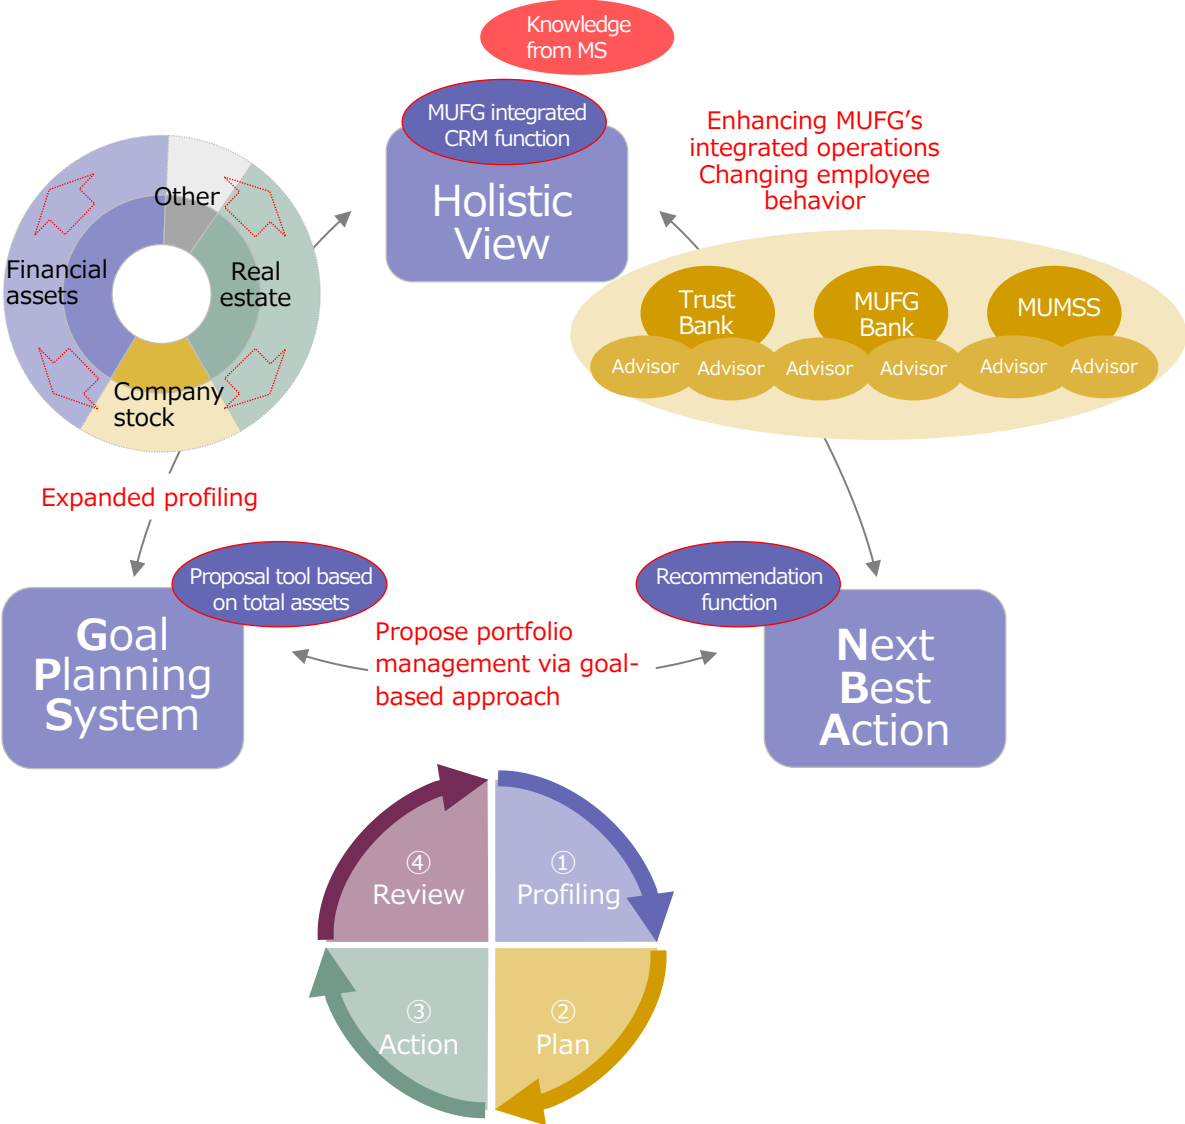 Knowledge
from MS
MUFG integrated
CRM function
Holistic
View
Enhancing MUFG’s
integrated operations
Changing employee
behavior
Other
Financial
assets
Real
estate
Company
stock
Trust
Bank
MUFG
Bank
MUMSS
Advisor
Advisor
Advisor
Advisor
Advisor
Advisor
Expanded profiling
Proposal tool based
on total assets
Goal
Planning
System
Propose portfolio
management via goal-
based approach
Recommendation
function
Next
Best
Action
④
Review
①
Profiling
③
Action
②
Plan